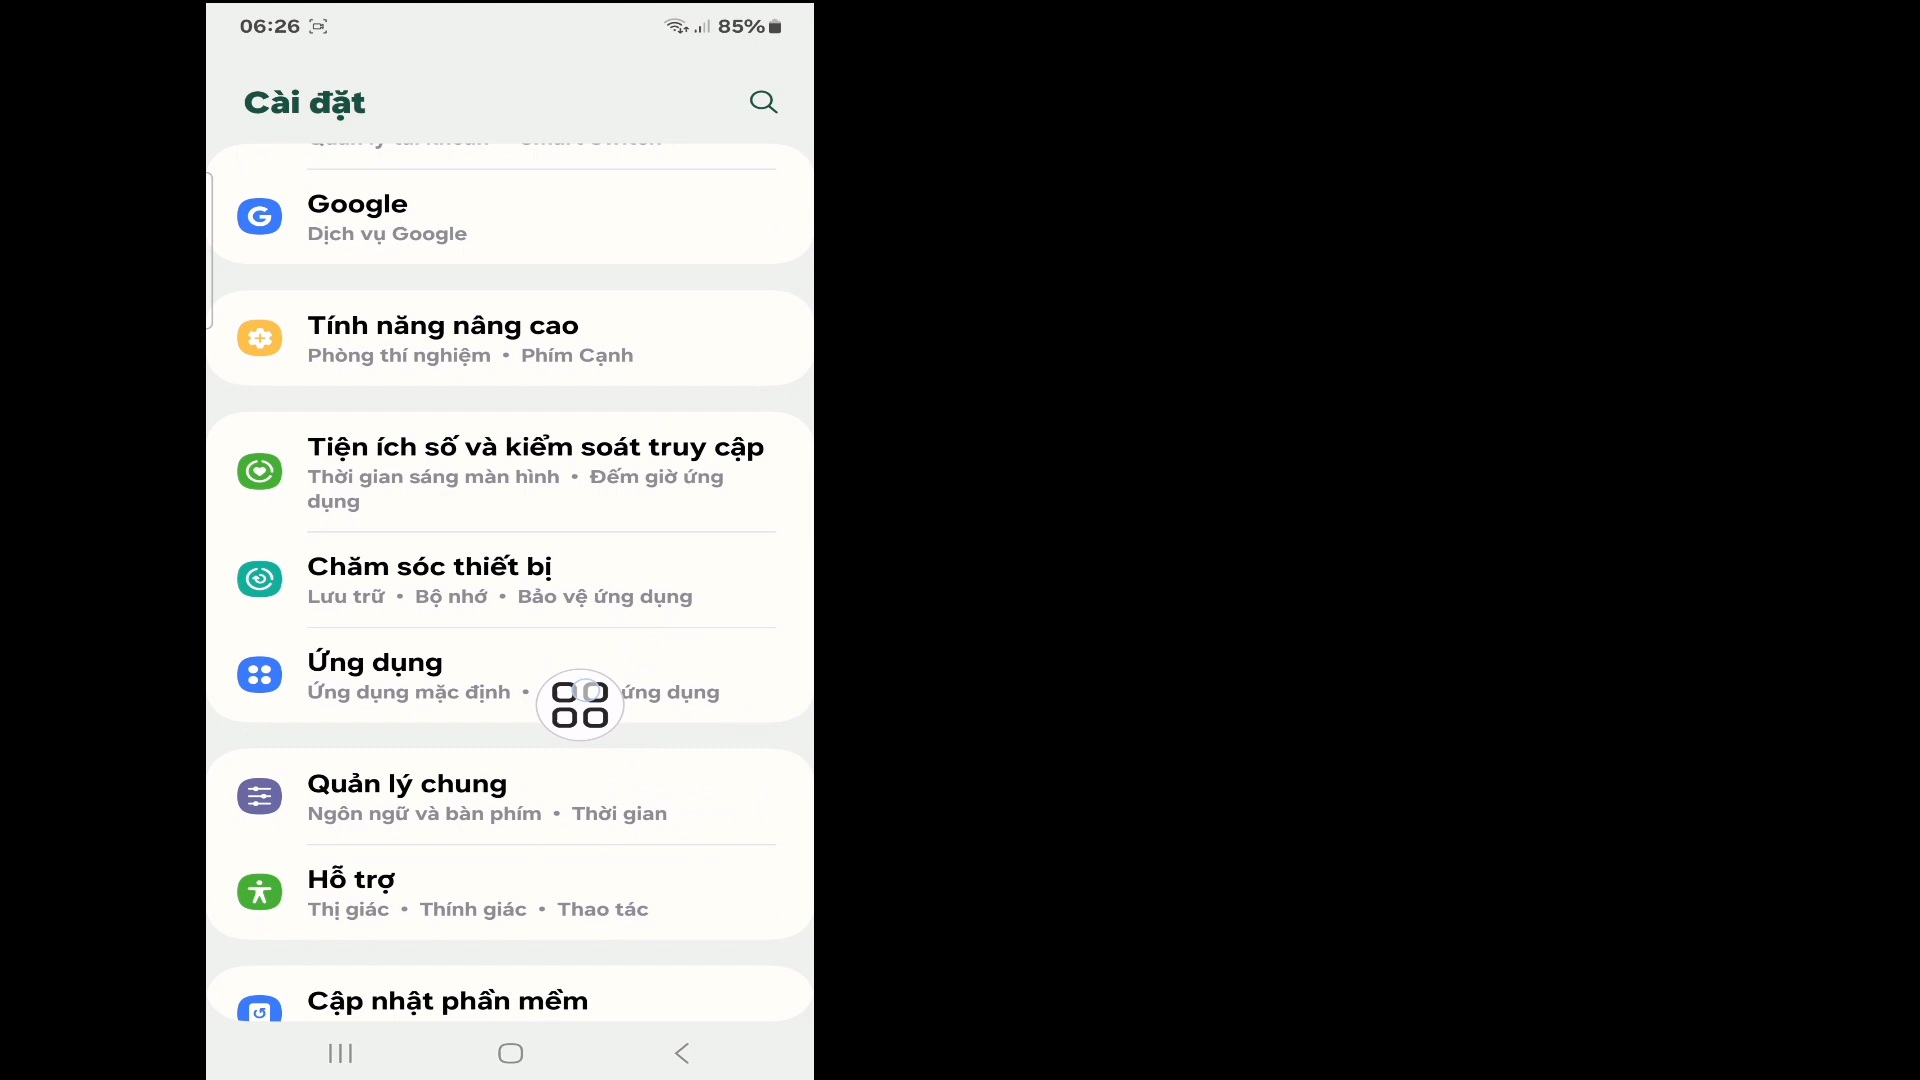 06:26
85%
Cài đặt
Google
Dịch vụ Google
Tính năng nâng cao
Phòng thí nghiệm • Phím Cạnh
Tiện ích số và kiểm soát truy cập
Thời gian sáng màn hình • Đếm giờ ứng
dụng
Chăm sóc thiết bị
Lưu trữ • Bộ nhớ • Bảo vệ ứng dụng
Ứng dụng
Ứng dụng mặc định • ứng dụng
Quản lý chung
Ngôn ngữ và bàn phím • Thời gian
Hỗ trợ
Thị giác • Thính giác • Thao tác
Cập nhật phần mềm